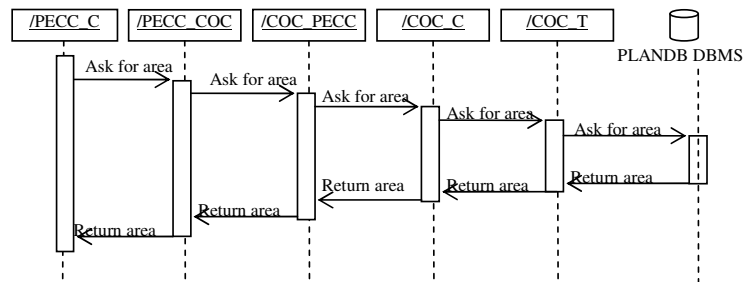 /PECC_C
/PECC_COC
/COC_PECC
/COC_C
/COC_T
PLANDB DBMS
Ask for area
Ask for area
Ask for area
Ask for area
Ask for area
Return area
Return area
Return area
Return area
Return area